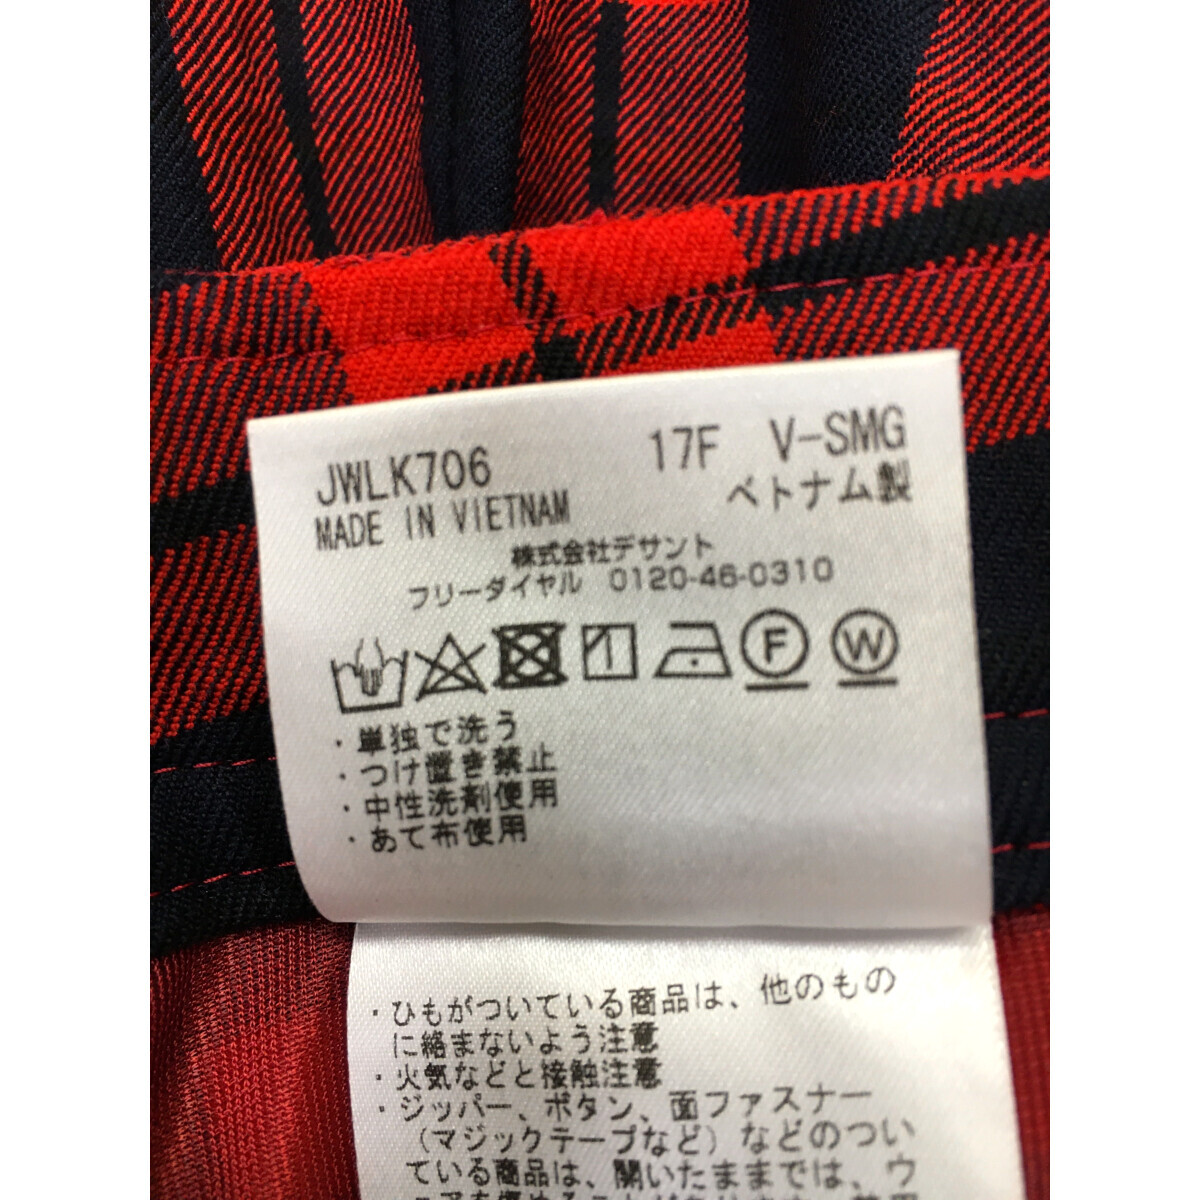 JWLK706 17F V-SMG
MADE IN VIETNAM ベトナム製
株式会社デサント
フリーダイヤル 0120-46-0310
F W
・単独で洗う
・つけ置き禁止
・中性洗剤使用
・あて布使用
・ひもがついている商品は、他のもの
に絡まないよう注意
・火気などと接触注意
・ジッパー、ボタン、面ファスナー
（マジックテープなど）などのつい
ている商品は、開いたままでは、ウ